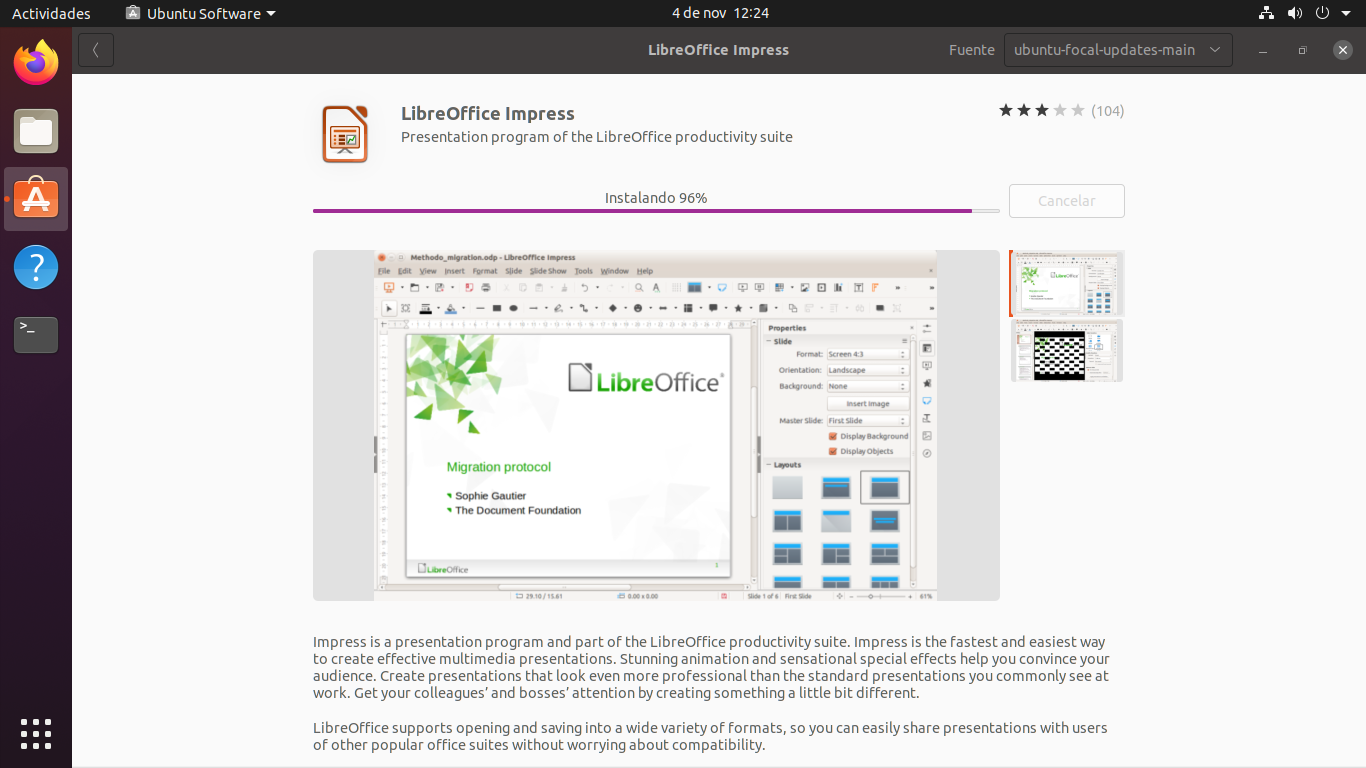 Actividades
Ubuntu Software
4 de nov 12:24
LibreOffice Impress
Fuente
ubuntu-focal-updates-main
LibreOffice Impress
(104)
Presentation program of the LibreOffice productivity suite
Instalando 96%
Cancelar
Methodo_migration.odp - LibreOffice Impress
File Edit View Insert Format Slide Slide Show Tools Window Help
Properties
Slide
Format: Screen 4:3
Orientation: Landscape
Background: None
Insert Image
Master Slide: First Slide
Display Background
Display Objects
Layouts
LibreOffice
Migration protocol
Sophie Gautier
The Document Foundation
LibreOffice
29.10 / 15.61
0.00 x 0.00
Slide 1 of 6
First Slide
61%
Impress is a presentation program and part of the LibreOffice productivity suite. Impress is the fastest and easiest way
to create effective multimedia presentations. Stunning animation and sensational special effects help you convince your
audience. Create presentations that look even more professional than the standard presentations you commonly see at
work. Get your colleagues’ and bosses’ attention by creating something a little bit different.
LibreOffice supports opening and saving into a wide variety of formats, so you can easily share presentations with users
of other popular office suites without worrying about compatibility.